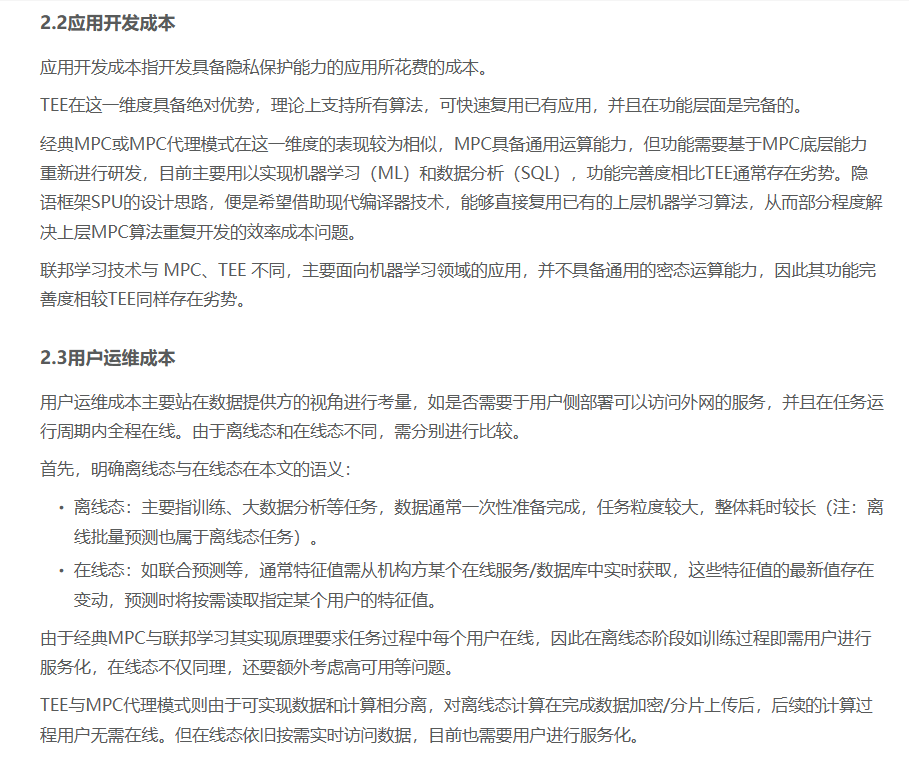 2.2应用开发成本
应用开发成本指开发具备隐私保护能力的应用所花费的成本。
TEE在这一维度具备绝对优势，理论上支持所有算法，可快速复用已有应用，并且在功能层面是完备的。
经典MPC或MPC代理模式在这一维度的表现较为相似，MPC具备通用运算能力，但功能需要基于MPC底层能力
重新进行研发，目前主要用以实现机器学习（ML）和数据分析（SQL），功能完善度相比TEE通常存在劣势。隐
语框架SPU的设计思路，便是希望借助现代编译器技术，能够直接复用已有的上层机器学习算法，从而部分程度解
决上层MPC算法重复开发的效率成本问题。
联邦学习技术与 MPC、TEE 不同，主要面向机器学习领域的应用，并不具备通用的密态运算能力，因此其功能完
善度相较TEE同样存在劣势。
2.3用户运维成本
用户运维成本主要站在数据提供方的视角进行考量，如是否需要于用户侧部署可以访问外网的服务，并且在任务运
行周期内全程在线。由于离线态和在线态不同，需分别进行比较。
首先，明确离线态与在线态在本文的语义：
• 离线态：主要指训练、大数据分析等任务，数据通常一次性准备完成，任务粒度较大，整体耗时较长（注：离
线批量预测也属于离线态任务）。
• 在线态：如联合预测等，通常特征值需从机构方某个在线服务/数据库中实时获取，这些特征值的最新值存在
变动，预测时将按需读取指定某个用户的特征值。
由于经典MPC与联邦学习其实现原理要求任务过程中每个用户在线，因此在离线态阶段如训练过程即需用户进行
服务化，在线态不仅同理，还要额外考虑高可用等问题。
TEE与MPC代理模式则由于可实现数据和计算相分离，对离线态计算在完成数据加密/分片上传后，后续的计算过
程用户无需在线。但在线态依旧按需实时访问数据，目前也需要用户进行服务化。